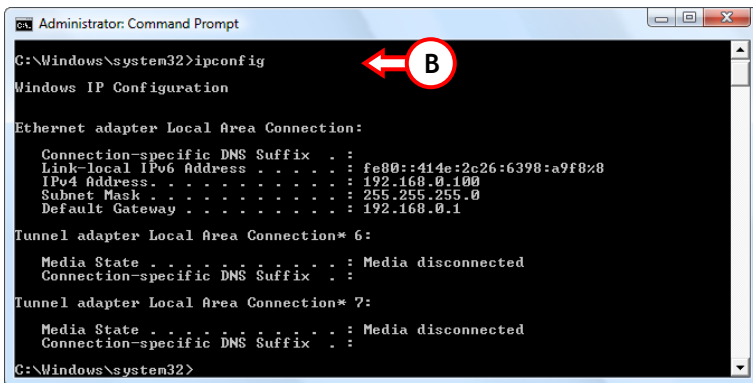 Administrator: Command Prompt
C:\Windows\system32>ipconfig
B
Windows IP Configuration
Ethernet adapter Local Area Connection:
Connection-specific DNS Suffix . :
Link-local IPv6 Address . . . . . : fe80::414e:2c26:6398:a9f8%8
IPv4 Address. . . . . . . . . . . : 192.168.0.100
Subnet Mask . . . . . . . . . . . : 255.255.255.0
Default Gateway . . . . . . . . . : 192.168.0.1
Tunnel adapter Local Area Connection* 6:
Media State . . . . . . . . . . . : Media disconnected
Connection-specific DNS Suffix . :
Tunnel adapter Local Area Connection* 7:
Media State . . . . . . . . . . . : Media disconnected
Connection-specific DNS Suffix . :
C:\Windows\system32>